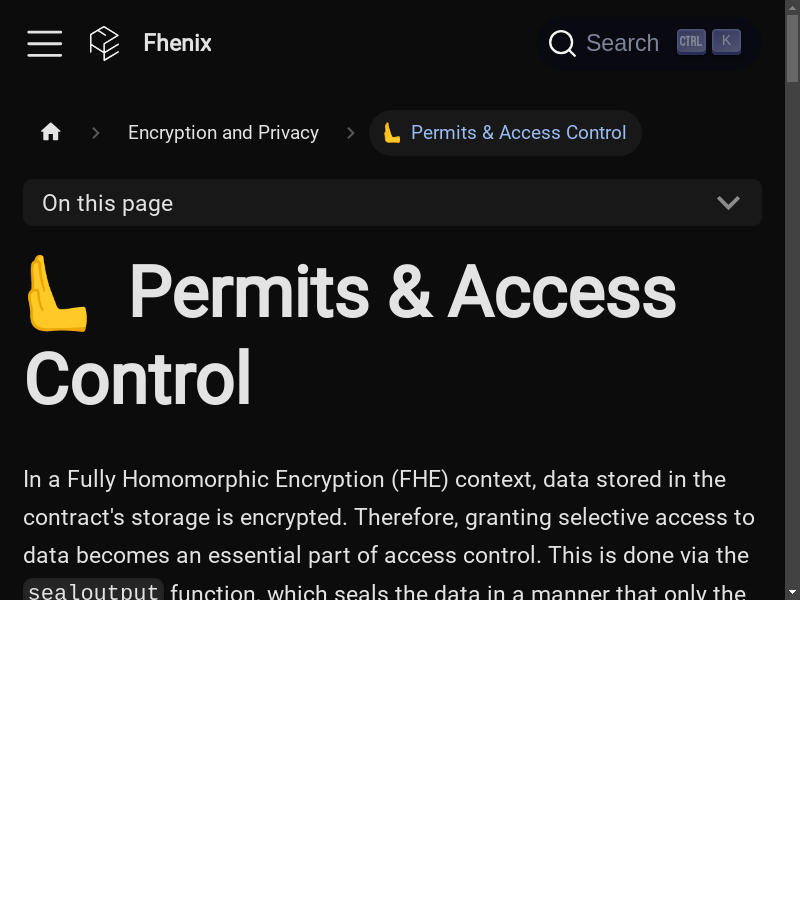 Fhenix
Search CTRL K
Encryption and Privacy
Permits & Access Control
On this page
Permits & Access
Control
In a Fully Homomorphic Encryption (FHE) context, data stored in the
contract's storage is encrypted. Therefore, granting selective access to
data becomes an essential part of access control. This is done via the
sealoutput function, which seals the data in a manner that only the